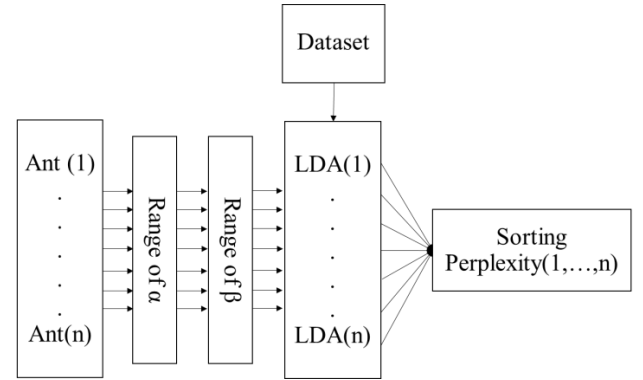 Dataset
Ant (1)
.
.
.
.
.
Ant(n)
Range of α
Range of β
LDA(1)
.
.
.
.
.
LDA(n)
Sorting
Perplexity(1,...,n)